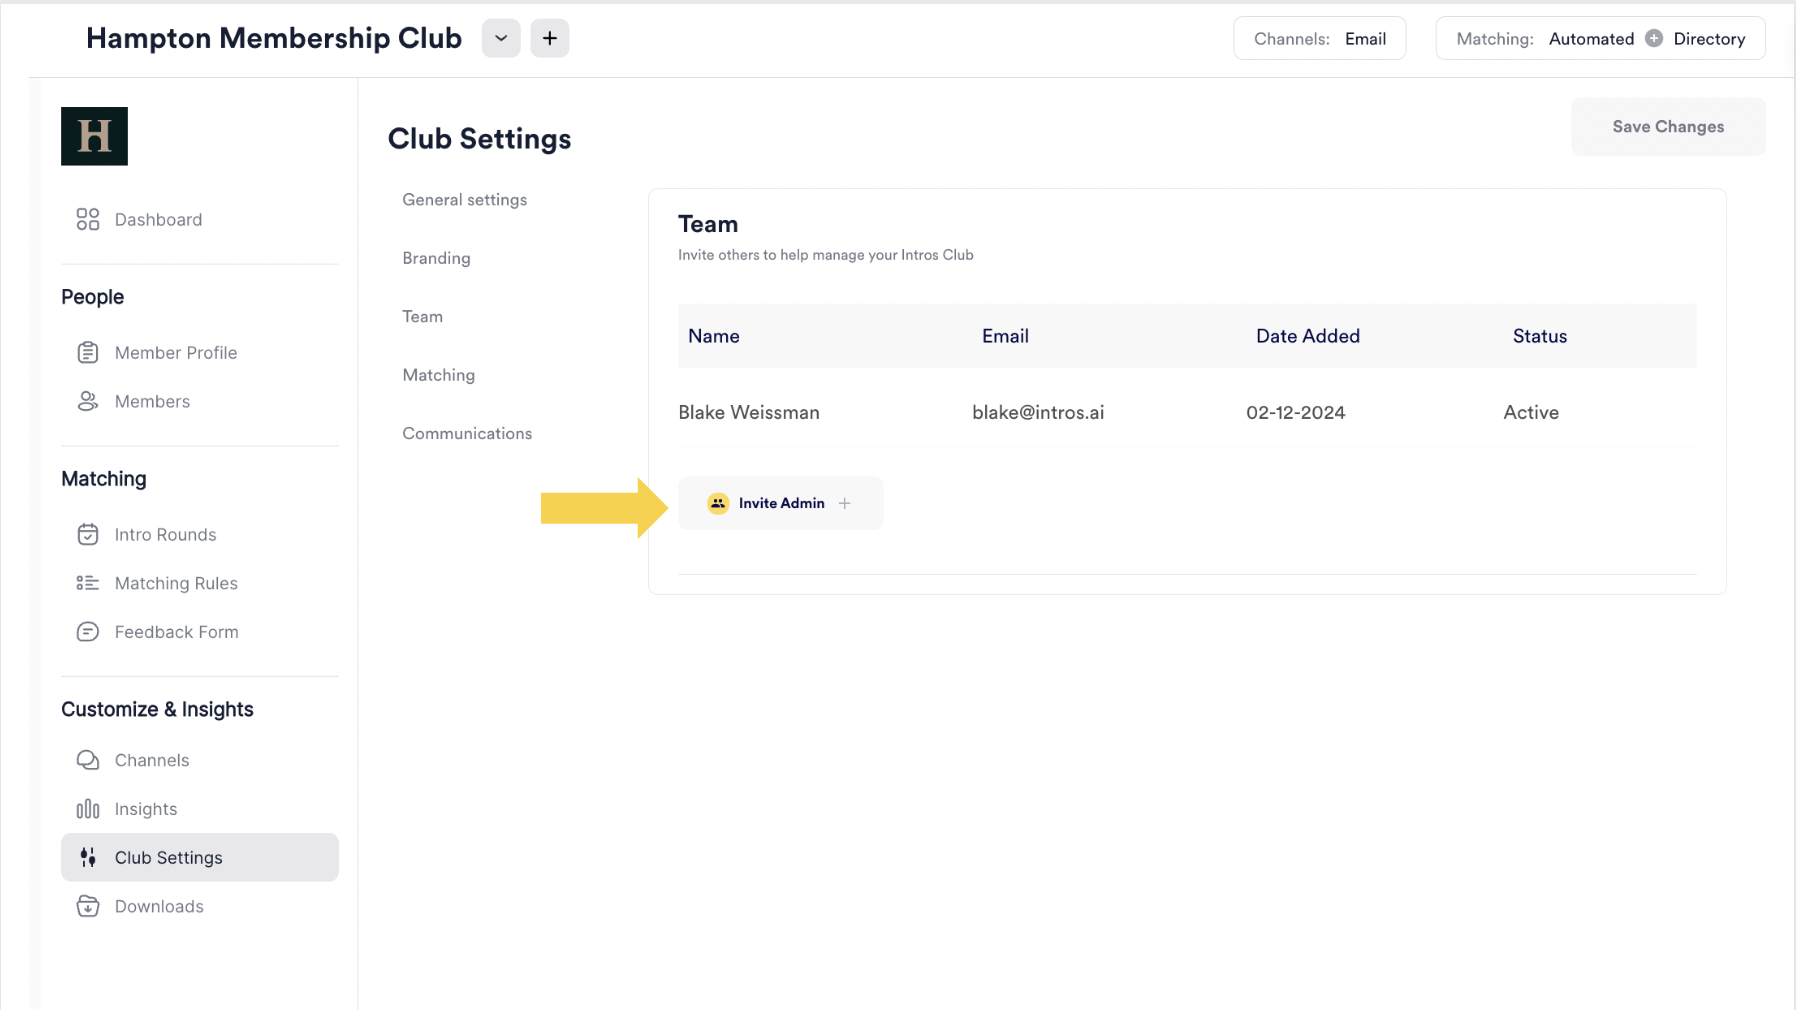 Hampton Membership Club
Channels: Email
Matching: Automated Directory
H
Dashboard
People
Member Profile
Members
Matching
Intro Rounds
Matching Rules
Feedback Form
Customize & Insights
Channels
Insights
Club Settings
Downloads
Club Settings
Save Changes
General settings
Branding
Team
Matching
Communications
Team
Invite others to help manage your Intros Club
Name Email Date Added Status
Blake Weissman blake@intros.ai 02-12-2024 Active
Invite Admin +